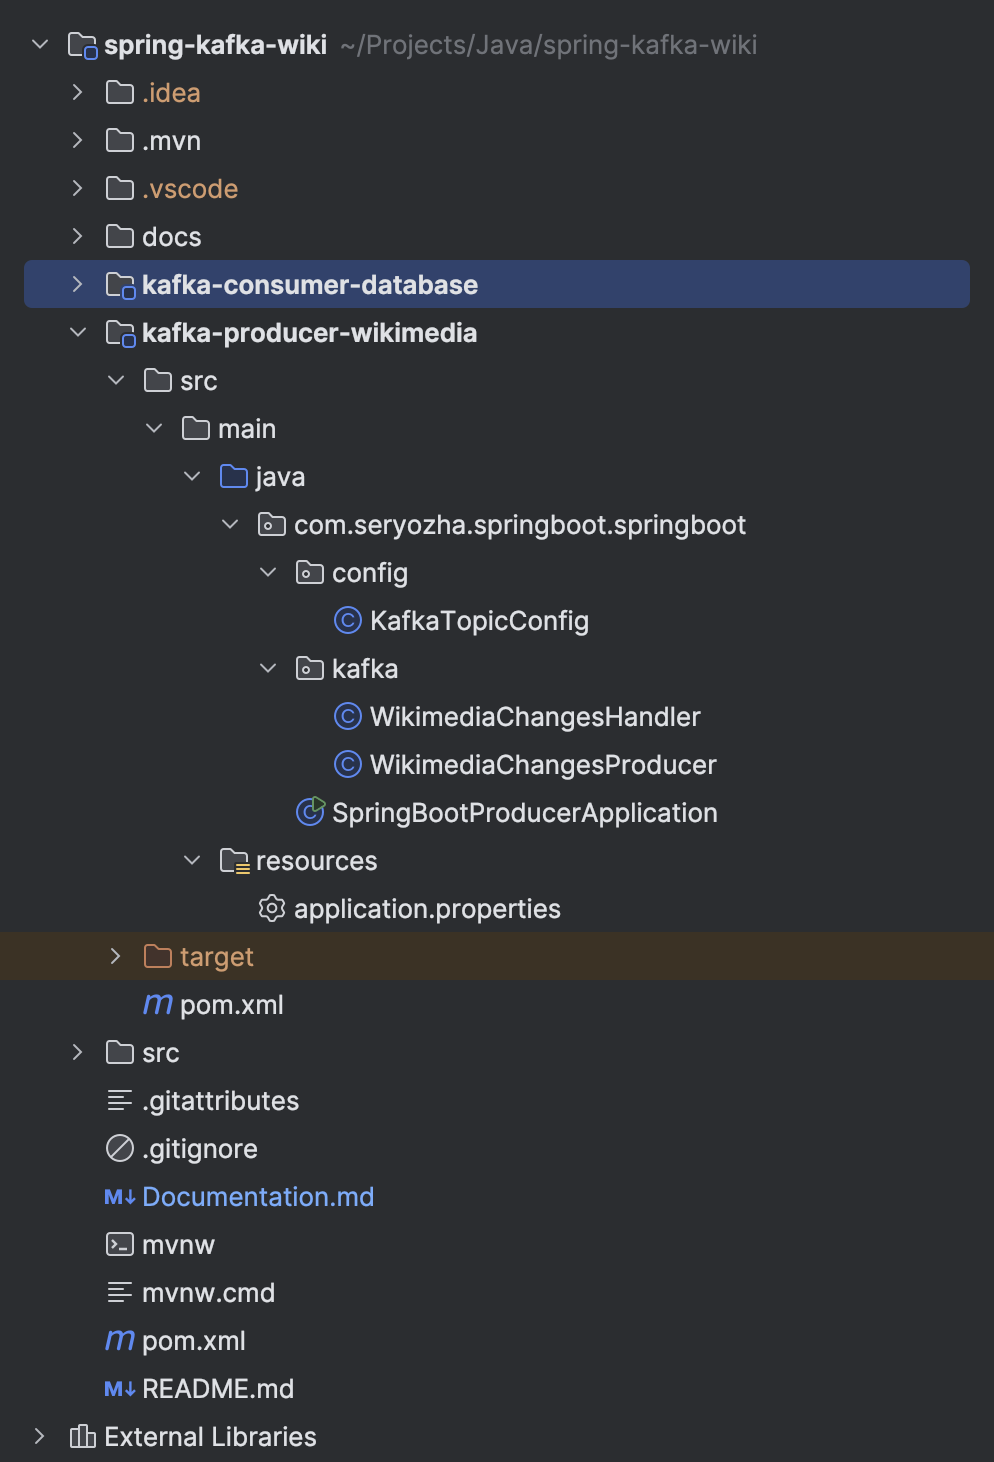 spring-kafka-wiki ~/Projects/Java/spring-kafka-wiki
.idea
.mvn
.vscode
docs
kafka-consumer-database
kafka-producer-wikimedia
src
main
java
com.seryozha.springboot.springboot
config
KafkaTopicConfig
kafka
WikimediaChangesHandler
WikimediaChangesProducer
SpringBootProducerApplication
resources
application.properties
target
pom.xml
src
.gitattributes
.gitignore
Documentation.md
mvnw
mvnw.cmd
pom.xml
README.md
External Libraries